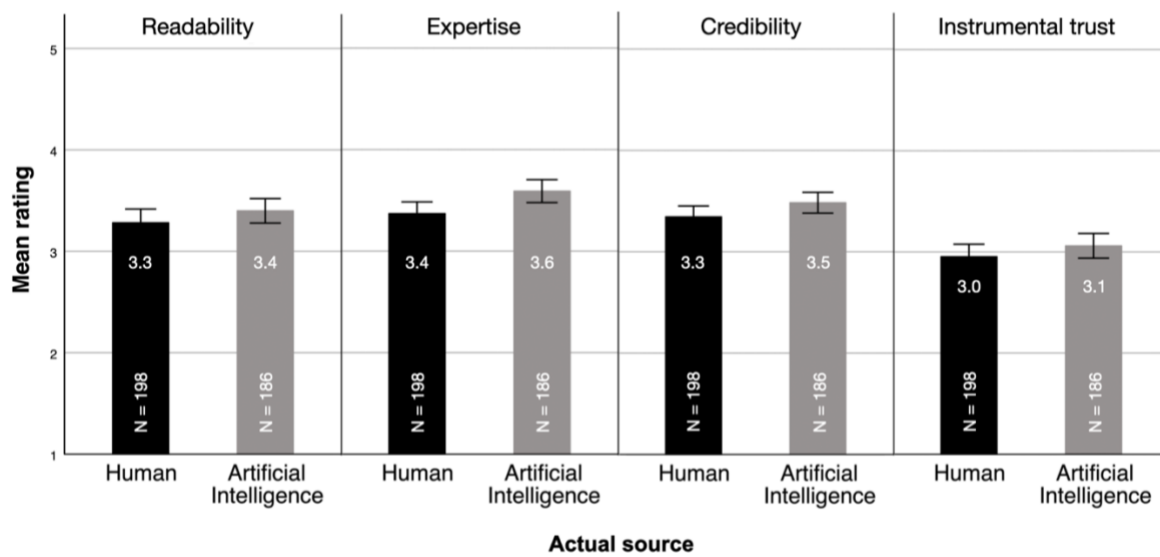 Readability Expertise Credibility Instrumental trust
5
4
3
2
1
Mean rating
3.3
3.4
3.4
3.6
3.3
3.5
3.0
3.1
N = 198
N = 186
N = 198
N = 186
N = 198
N = 186
N = 198
N = 186
Human
Artificial
Intelligence
Human
Artificial
Intelligence
Human
Artificial
Intelligence
Human
Artificial
Intelligence
Actual source